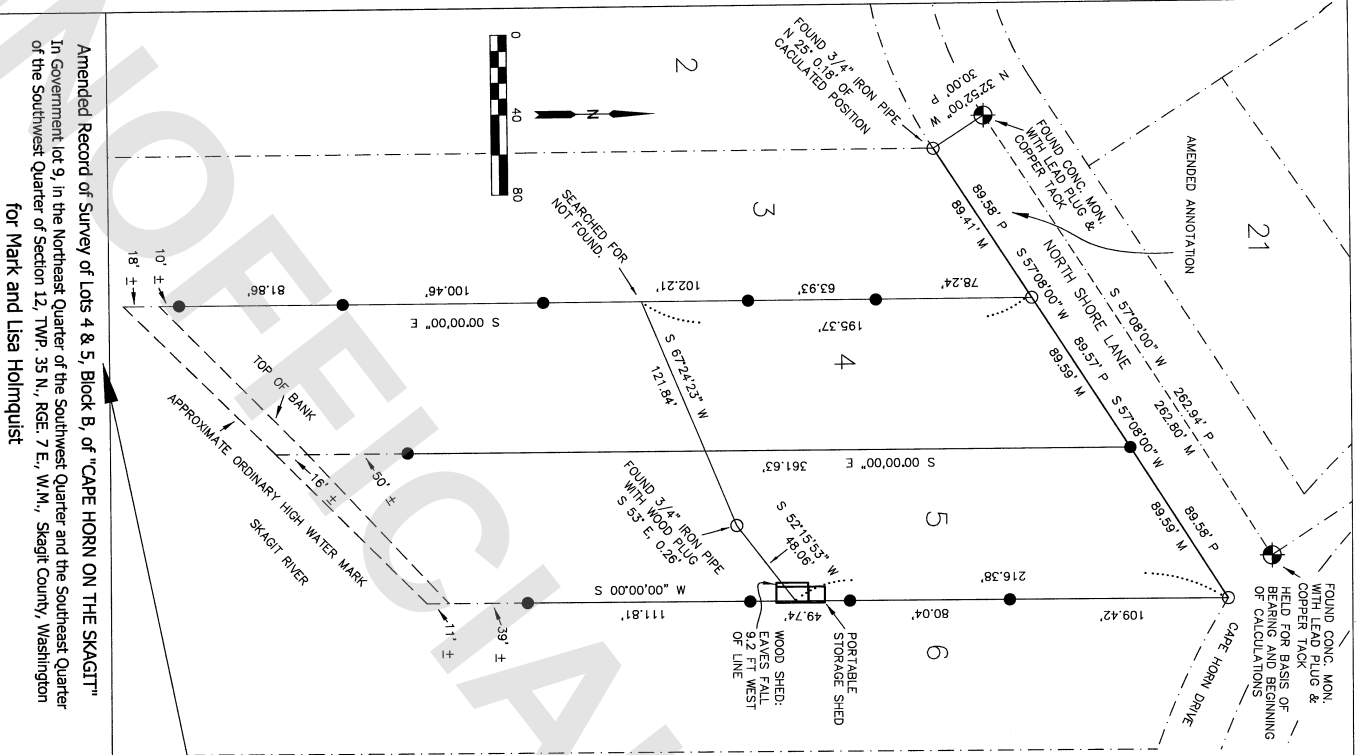 Amended Record of Survey of Lots 4 & 5, Block B, of "CAPE HORN ON THE SKAGIT"
In Government lot 9, in the Northeast Quarter of the Southwest Quarter and the Southeast Quarter
of the Southwest Quarter of Section 12, TWP. 35 N., RGE. 7 E., W.M., Skagit County, Washington
for Mark and Lisa Holmquist
0
40
80
N
2
3
4
5
6
21
FOUND 3/4" IRON PIPE
N 25° 0.18' OF
CACULATED POSITION
N 32°52'00" W
30.00' P
FOUND CONC. MON.
WITH LEAD PLUG &
COPPER TACK
AMENDED ANNOTATION
89.58' P
89.41' M
S 57°08'00" W
NORTH SHORE LANE
S 57°08'00" W
262.94' P
262.80' M
89.57' P
89.59' M
S 57°08'00" W
89.58' P
89.59' M
FOUND CONC. MON.
WITH LEAD PLUG &
COPPER TACK
HELD FOR BASIS OF
BEARING AND BEGINNING
OF CALCULATIONS
CAPE HORN DRIVE
SEARCHED FOR
NOT FOUND.
78.24'
63.93'
102.21'
100.46'
81.86'
195.37'
S 00°00'00" E
10' ±
18' ±
S 67°24'23" W
121.84'
S 00°00'00" E
361.63'
TOP OF BANK
APPROXIMATE ORDINARY HIGH WATER MARK
SKAGIT RIVER
50' ±
16' ±
FOUND 3/4" IRON PIPE
WITH WOOD PLUG
S 53° E, 0.26'
S 52°15'53" W
48.06'
216.38'
109.42'
80.04'
49.74'
111.81'
S 00°00'00" W
39' ±
11' ±
PORTABLE
STORAGE SHED
WOOD SHED:
EAVES FALL
9.2 FT WEST
OF LINE
UNOFFICIAL